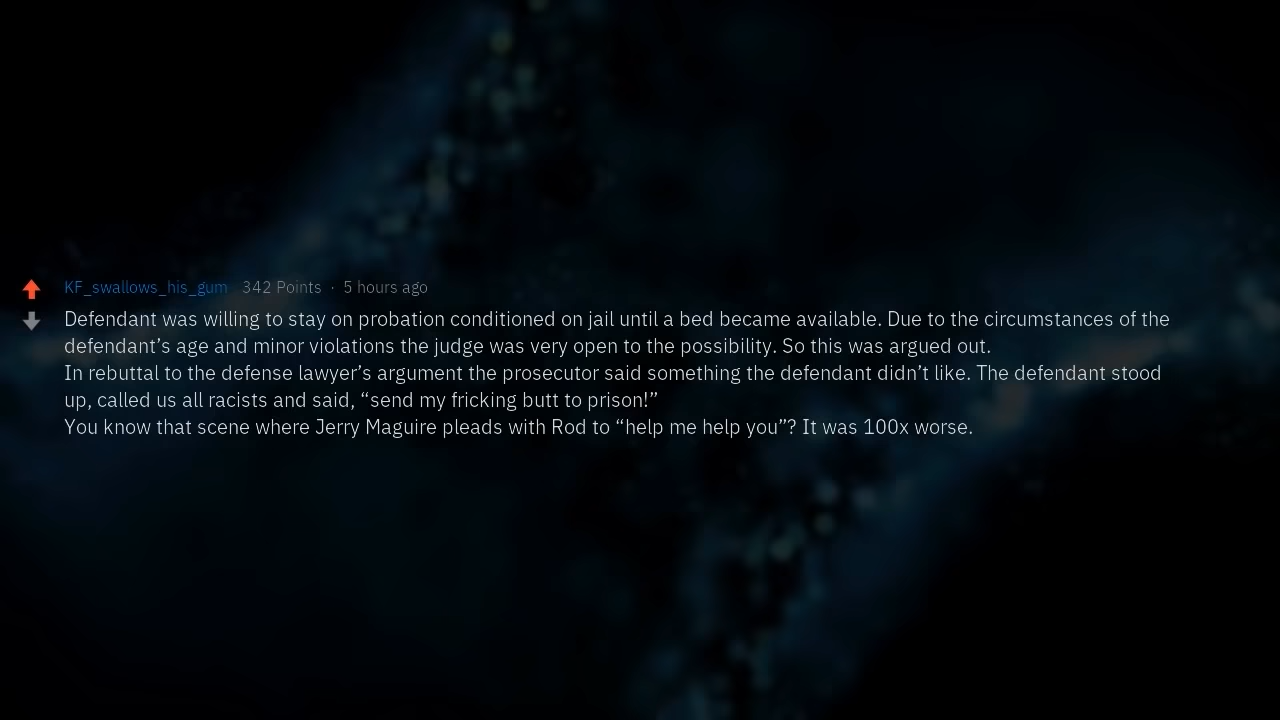 KF_swallows_his_gum 342 Points · 5 hours ago
Defendant was willing to stay on probation conditioned on jail until a bed became available. Due to the circumstances of the
defendant’s age and minor violations the judge was very open to the possibility. So this was argued out.
In rebuttal to the defense lawyer’s argument the prosecutor said something the defendant didn’t like. The defendant stood
up, called us all racists and said, “send my fricking butt to prison!”
You know that scene where Jerry Maguire pleads with Rod to “help me help you”? It was 100x worse.